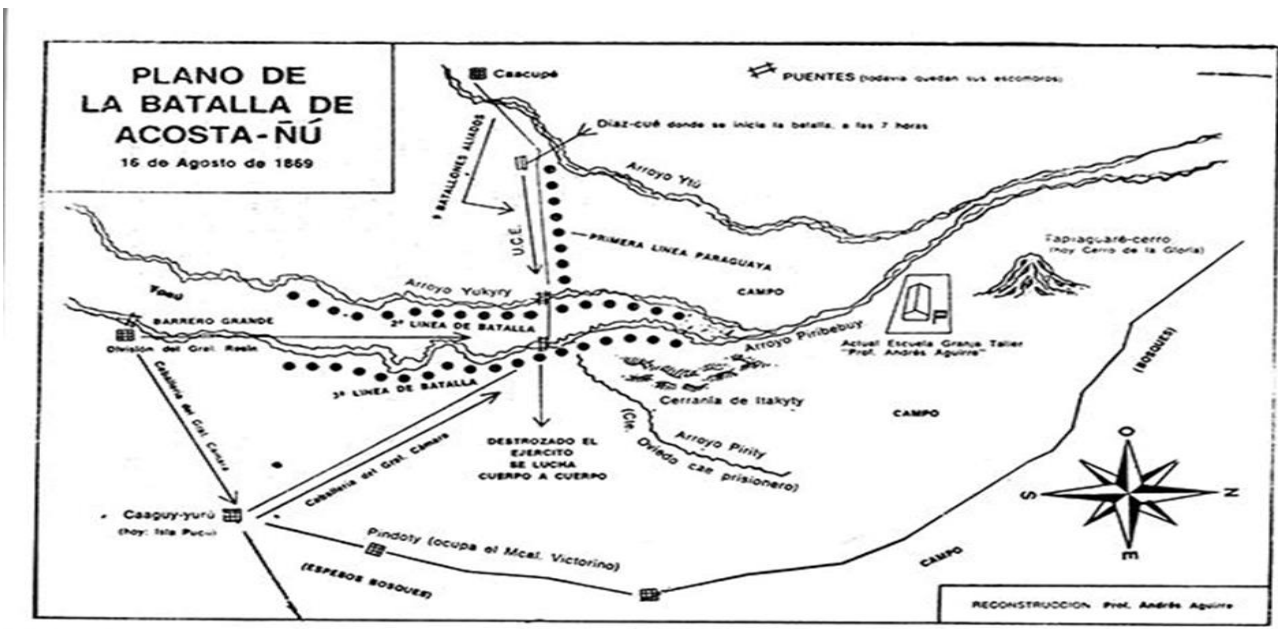 PLANO DE
LA BATALLA DE
ACOSTA-ÑÚ
16 de Agosto de 1869
Caacupé
PUENTES (todavia quedan sus escombros)
Diaz-cué donde se inicia la batalla, a las 7 horas
9 BATALLONES ALIADOS
U.C.E.
Arroyo Ytú
PRIMERA LINEA PARAGUAYA
CAMPO
Tapiaguaré-cerro
(hoy Cerro de la Gloria)
Arroyo Yukyry
2ª LINEA DE BATALLA
BARRERO GRANDE
División del Gral. Resin
Arroyo Piribebuy
P
Actual Escuela Granja Taller
"Prof. Andrés Aguirre"
(BOSQUES)
3ª LINEA DE BATALLA
Cerranía de Itakyty
CAMPO
Caballería del Gral. Cámara
Caballería del Gral. Cámara
DESTROZADO EL
EJERCITO
SE LUCHA
CUERPO A CUERPO
Arroyo Pirity
(Cte. Oviedo cae prisionero)
O
S
N
E
Caaguy-yurú
(hoy: Isla Pucú)
Pindoty (ocupa el Mcal. Victorino)
(ESPESOS BOSQUES)
CAMPO
RECONSTRUCCION Prof. Andrés Aguirre